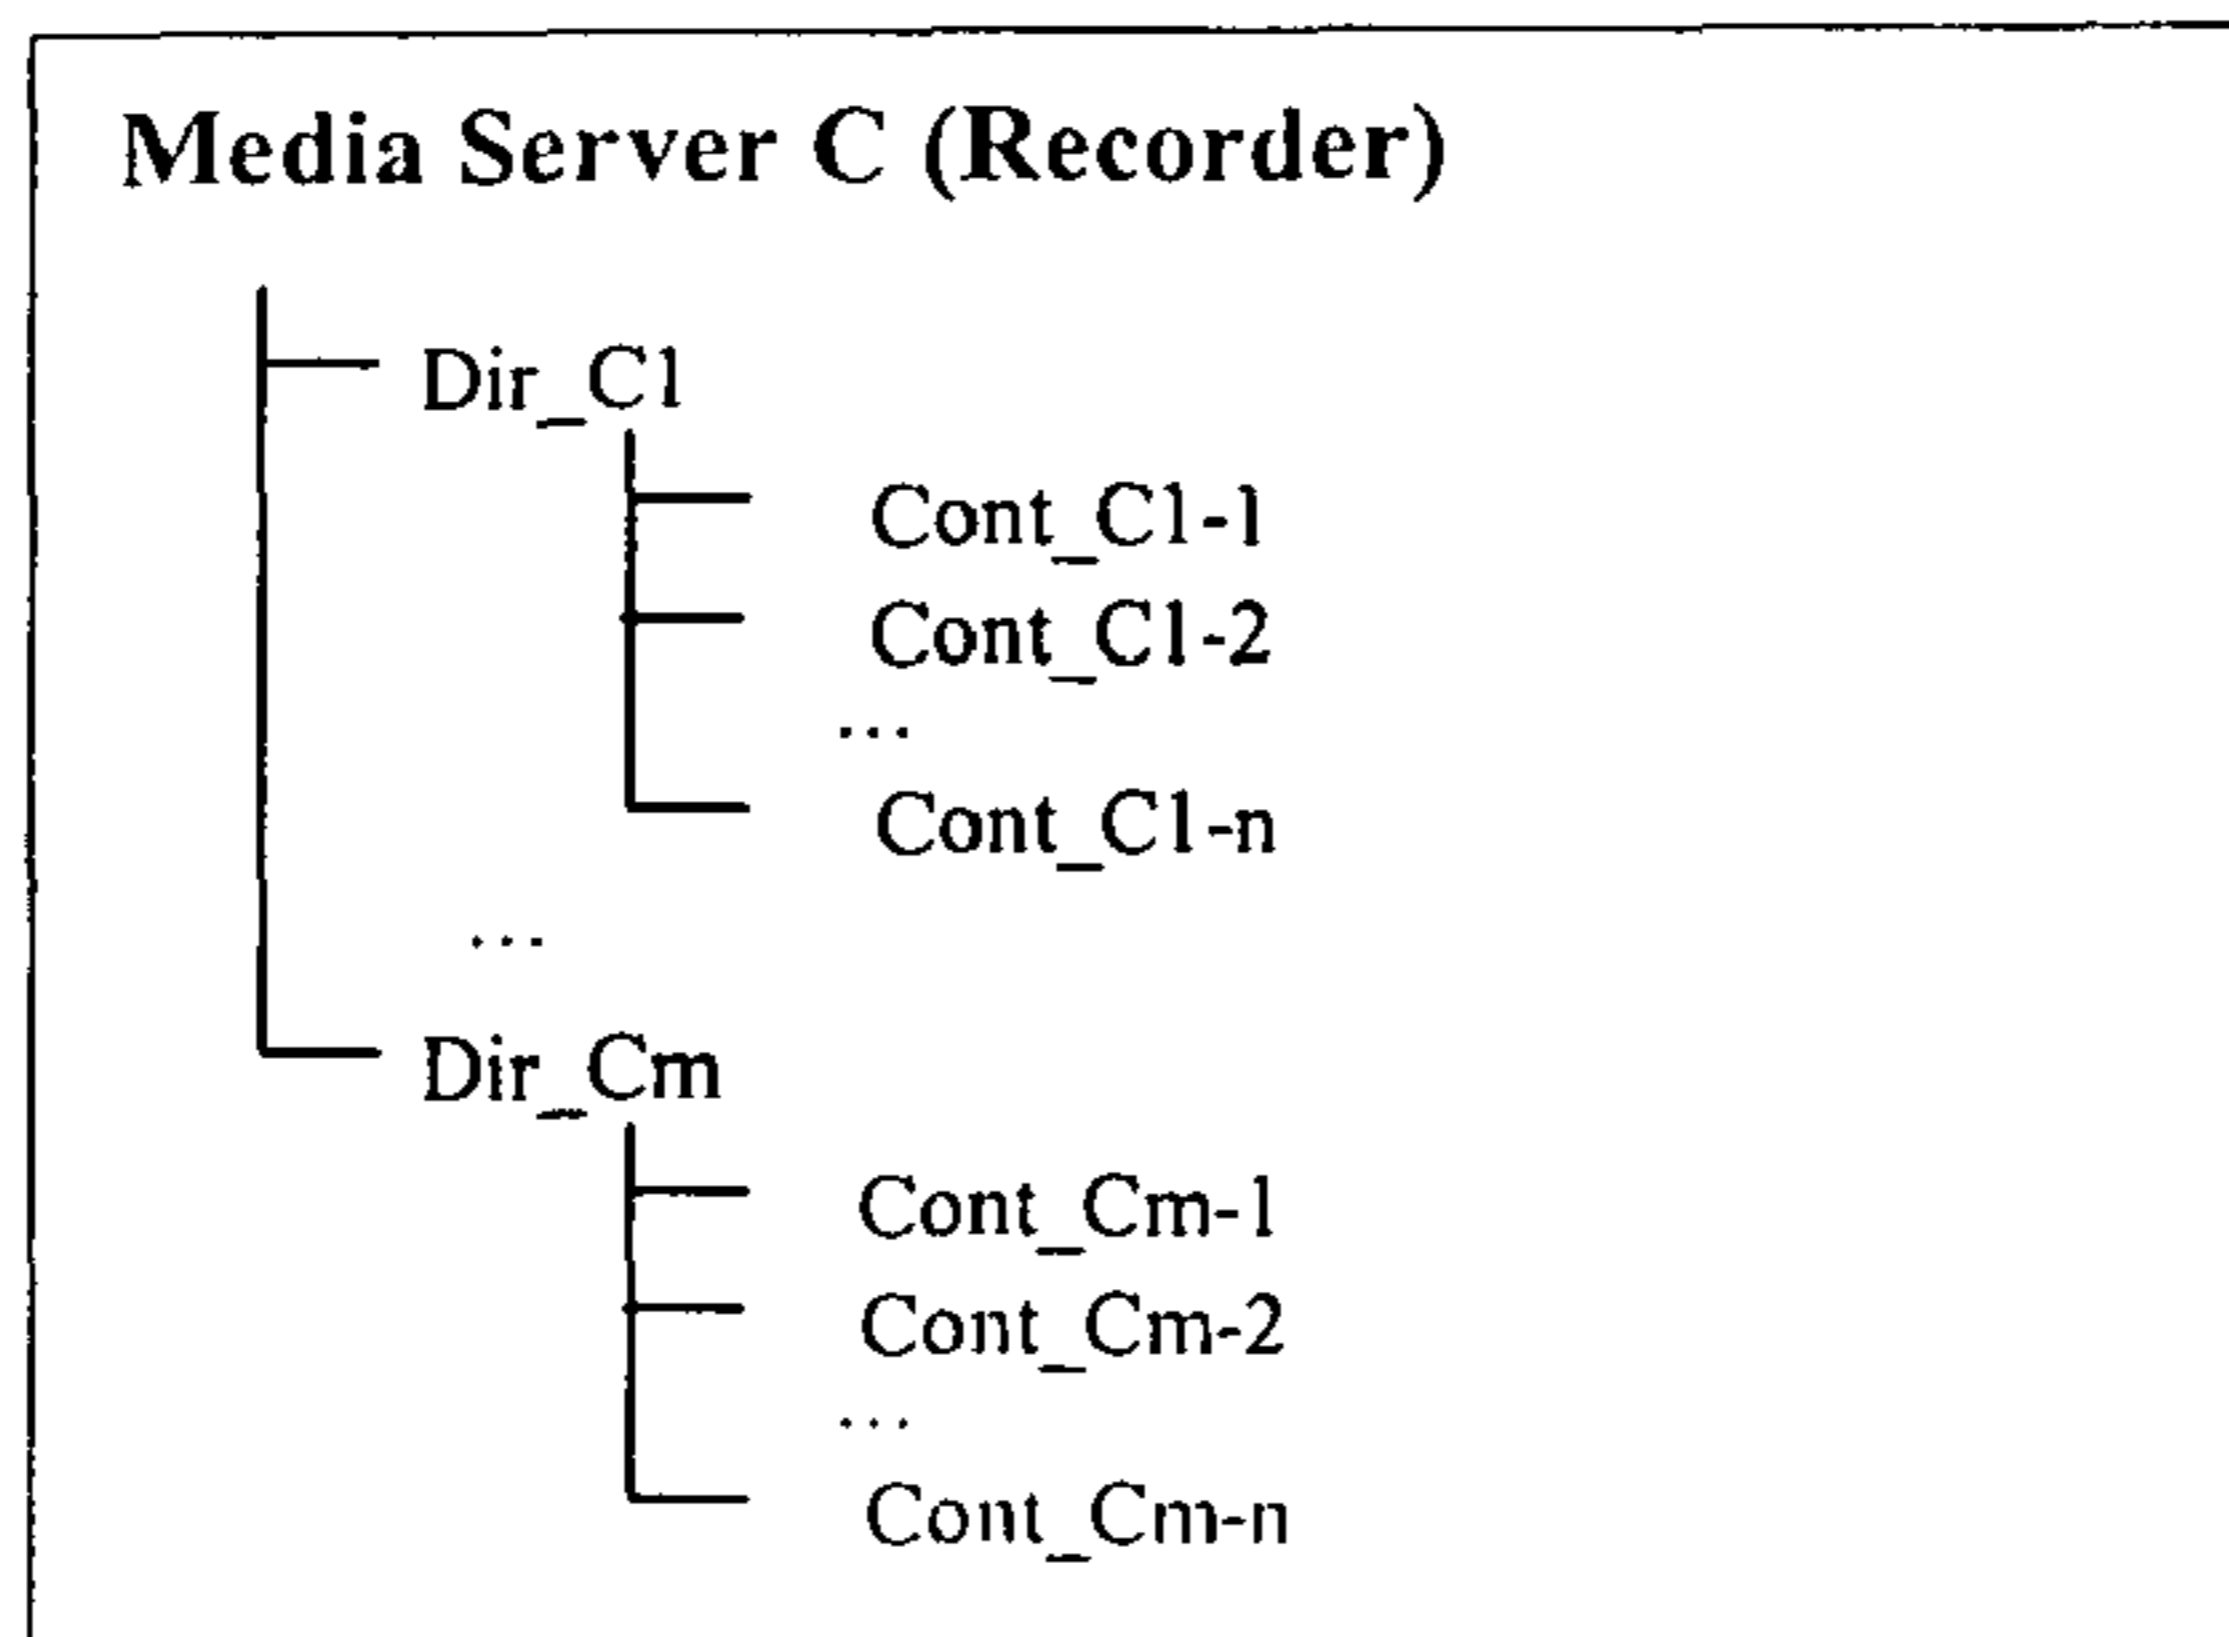 Media Server C (Recorder)
Dir_C1
Cont_C1-1
Cont_C1-2
...
Cont_C1-n
...
Dir_Cm
Cont_Cm-1
Cont_Cm-2
...
Cont_Cm-n